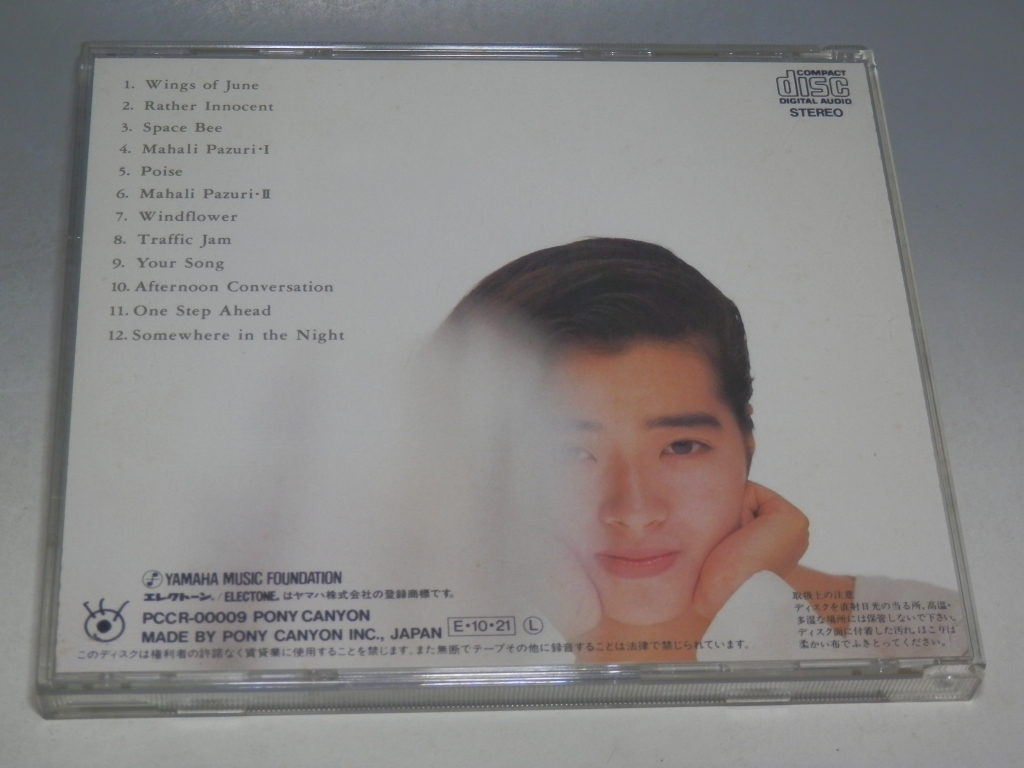 1. Wings of June
2. Rather Innocent
3. Space Bee
4. Mahali Pazuri・I
5. Poise
6. Mahali Pazuri・II
7. Windflower
8. Traffic Jam
9. Your Song
10. Afternoon Conversation
11. One Step Ahead
12. Somewhere in the Night
COMPACT
disc
DIGITAL AUDIO
STEREO
YAMAHA MUSIC FOUNDATION
エレクトーン。/ELECTONE。はヤマハ株式会社の登録商標です。
PCCR-00009 PONY CANYON
MADE BY PONY CANYON INC., JAPAN E・10・21 L
このディスクは権利者の許諾なく賃貸業に使用することを禁じます。また無断でテープその他に録音することは法律で禁じられています。
取扱上の注意
ディスクを直射日光の当る所、高温・
多湿な場所には保管しないで下さい。
ディスク面に付着した汚れ、ほこりは
柔かい布でふきとってください。